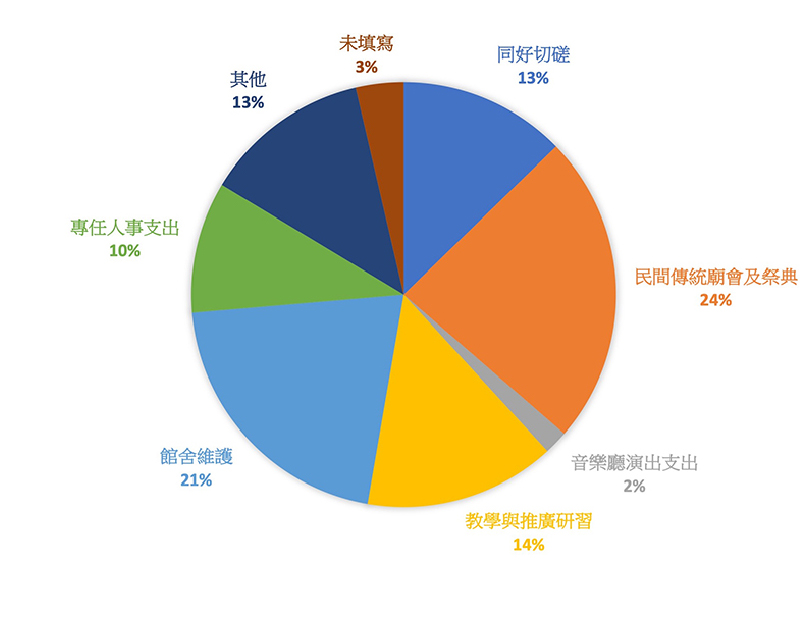 未填寫
3%
同好切磋
13%
其他
13%
民間傳統廟會及祭典
24%
專任人事支出
10%
館舍維護
21%
音樂廳演出支出
2%
教學與推廣研習
14%